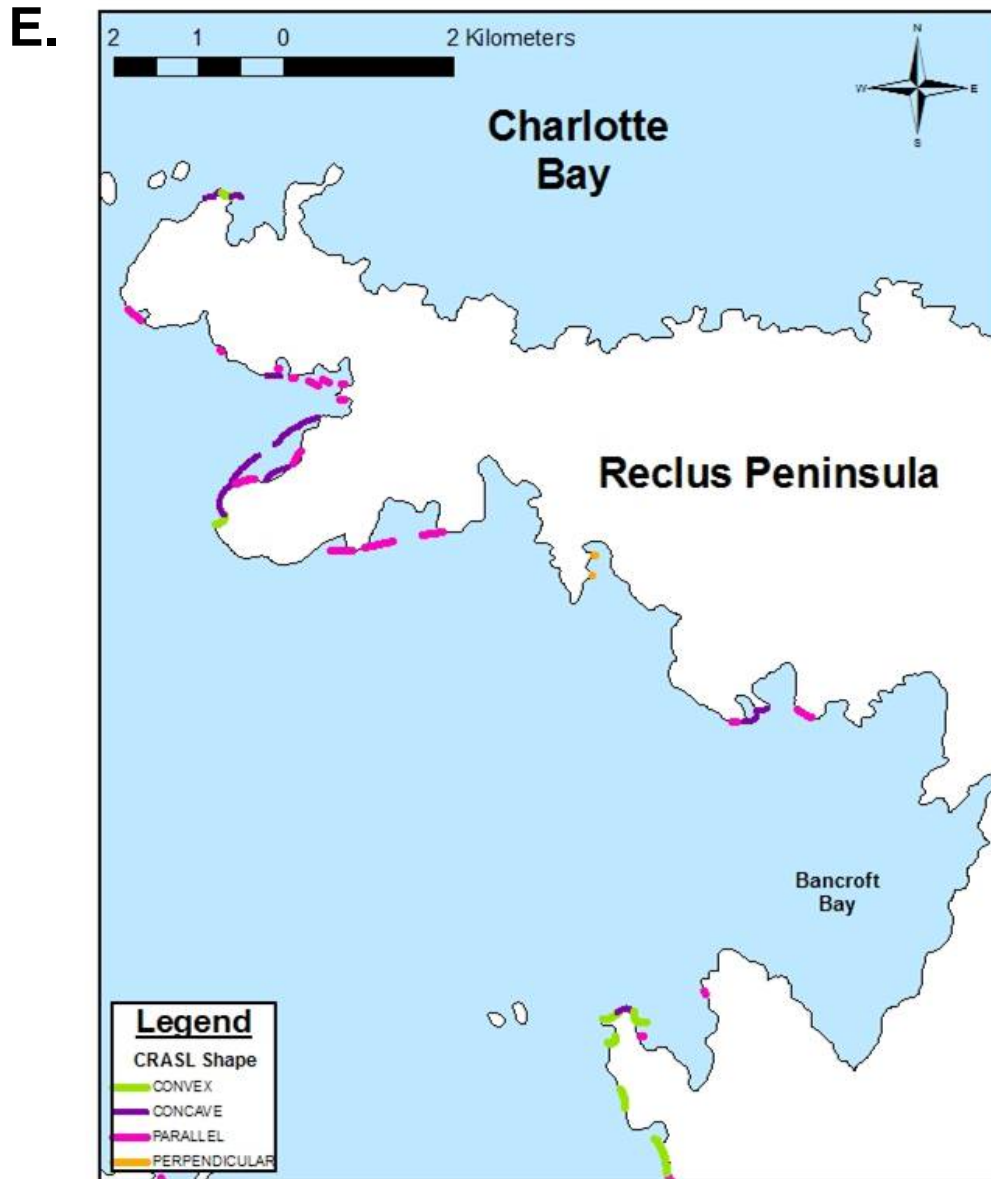 E.
2 1 0 2 Kilometers
N
W E
S
Charlotte
Bay
Reclus Peninsula
Bancroft
Bay
Legend
CRASL Shape
CONVEX
CONCAVE
PARALLEL
PERPENDICULAR